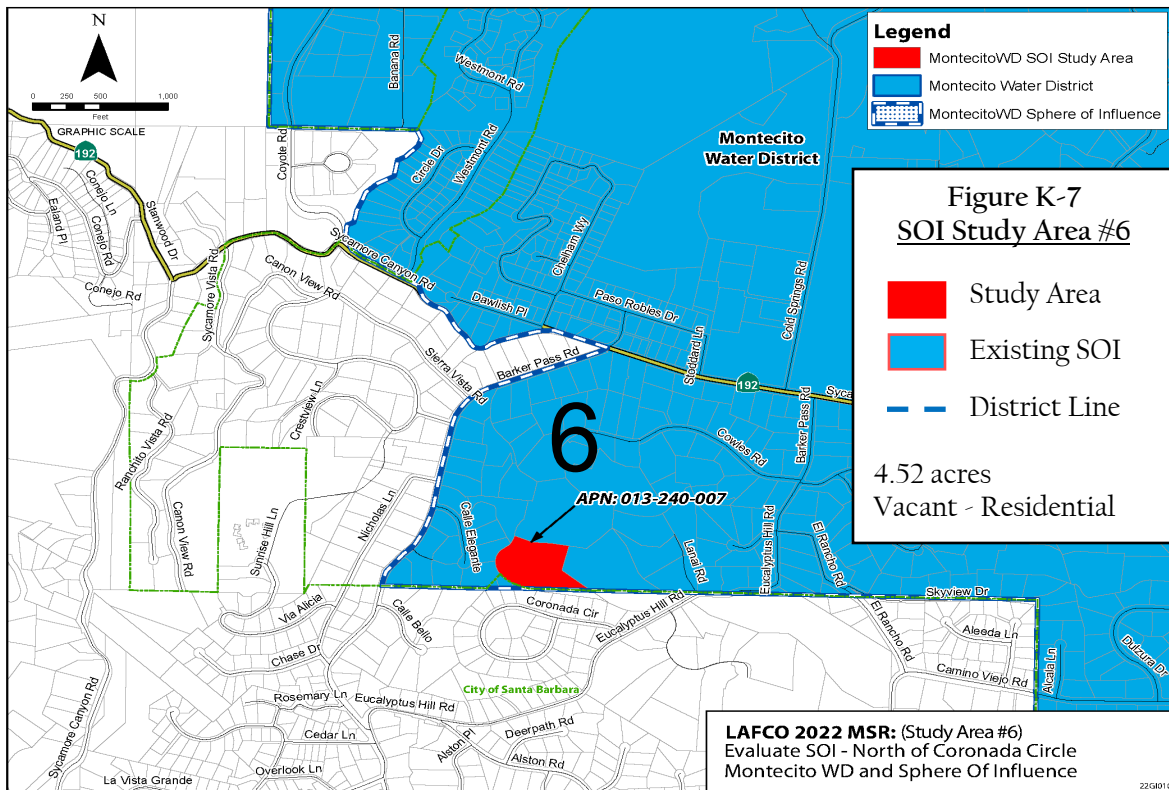 N
0 250 500 1,000
Feet
GRAPHIC SCALE
Legend
MontecitoWD SOI Study Area
Montecito Water District
MontecitoWD Sphere of Influence
Figure K-7
SOI Study Area #6
Study Area
Existing SOI
District Line
4.52 acres
Vacant - Residential
Montecito
Water District
192
Banana Rd
Westmont Rd
Westmont Rd
Circle Dr
Coyote Rd
Conejo Ln
Conejo Rd
Ealand Pl
Stanwood Dr
Conejo Rd
Sycamore Vista Rd
Sycamore Canyon Rd
Canon View Rd
Chelham Wy
Dawlish Pl
Paso Robles Dr
Stoddard Ln
Cold Springs Rd
192
Syca
Sierra Vista Rd
Barker Pass Rd
Barker Pass Rd
Cowles Rd
Crestview Ln
Ranchito Vista Rd
6
APN: 013-240-007
Nicholas Ln
Calle Elegante
Canon View Rd
Sunrise Hill Ln
Lanai Rd
Eucalyptus Hill Rd
El Rancho Rd
Skyview Dr
Via Alicia
Calle Bello
Coronada Cir
Eucalyptus Hill Rd
El Rancho Rd
Aleeda Ln
Camino Viejo Rd
Alcala Ln
Dulzura Dr
Chase Dr
Rosemary Ln
Eucalyptus Hill Rd
City of Santa Barbara
Cedar Ln
Alston Pl
Deerpath Rd
Alston Rd
Overlook Ln
La Vista Grande
Sycamore Canyon Rd
LAFCO 2022 MSR: (Study Area #6)
Evaluate SOI - North of Coronada Circle
Montecito WD and Sphere Of Influence